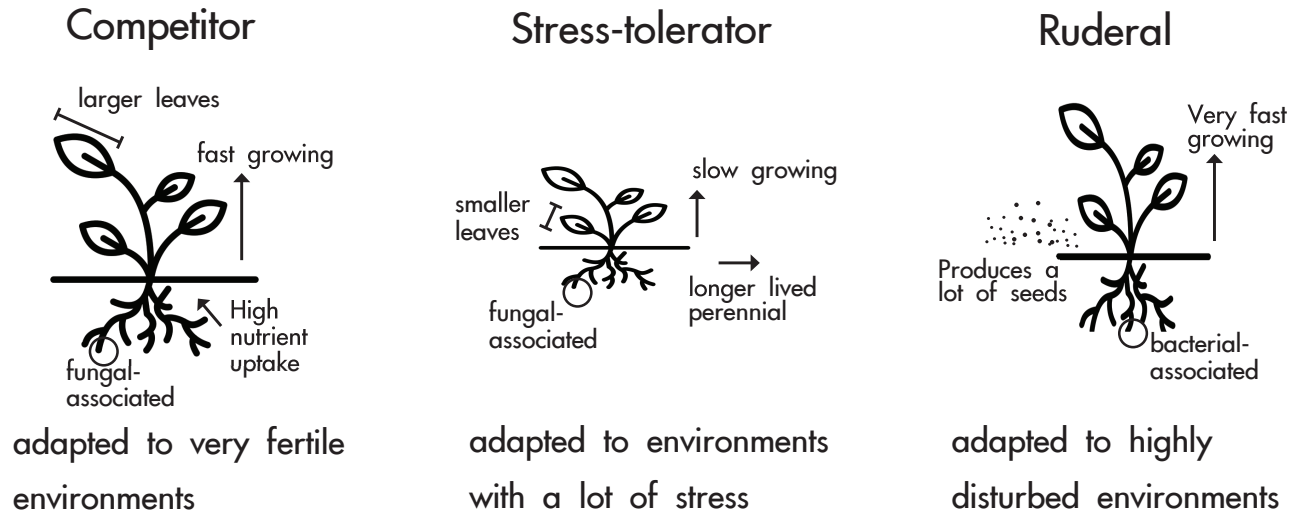 Competitor
larger leaves
fast growing
High
nutrient
uptake
fungal-
associated
adapted to very fertile
environments
Stress-tolerator
slow growing
smaller
leaves
longer lived
perennial
fungal-
associated
adapted to environments
with a lot of stress
Ruderal
Very fast
growing
Produces a
lot of seeds
bacterial-
associated
adapted to highly
disturbed environments